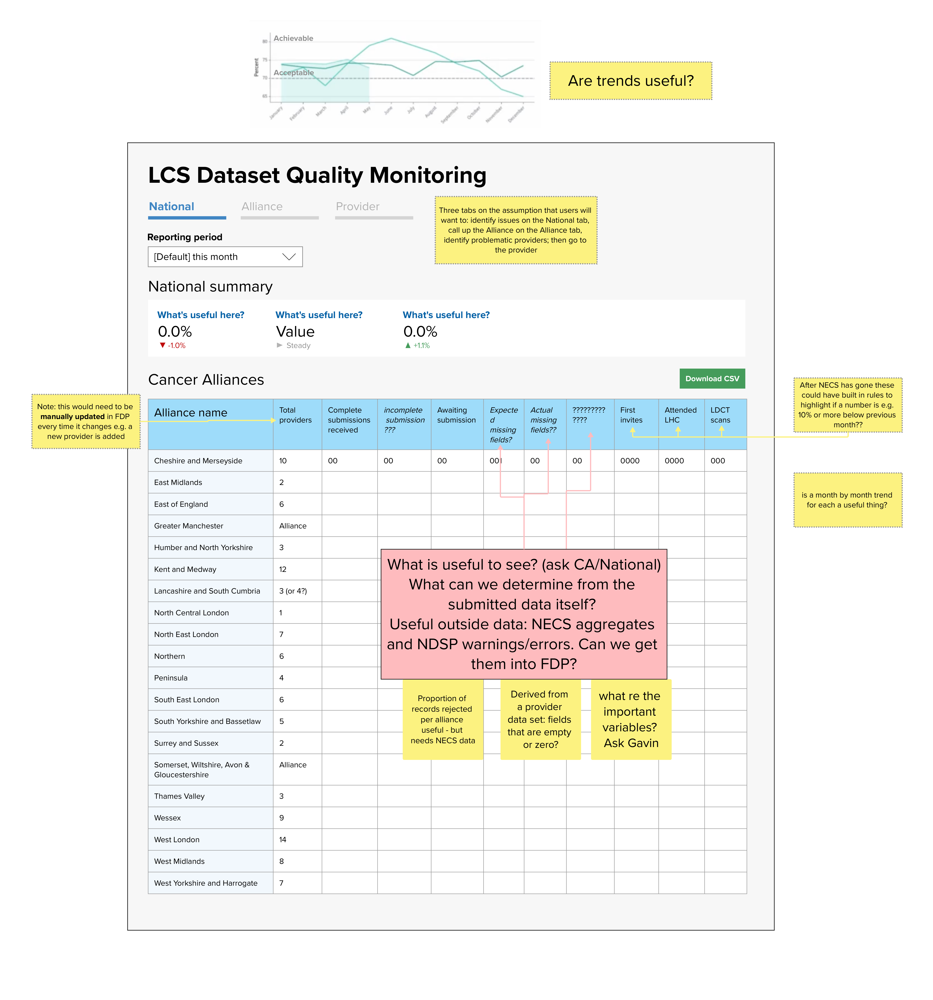 Achievable
80
75
Acceptable
70
65
Percent
January
February
March
April
May
June
July
August
September
October
November
December
Are trends useful?
LCS Dataset Quality Monitoring
National
Alliance
Provider
Three tabs on the assumption that users will
want to: identify issues on the National tab,
call up the Alliance on the Alliance tab,
identify problematic providers; then go to
the provider
Reporting period
[Default] this month
National summary
What's useful here?
0.0%
-1.0%
What's useful here?
Value
Steady
What's useful here?
0.0%
+1.1%
Cancer Alliances
Download CSV
Note: this would need to be
manually updated in FDP
every time it changes e.g. a
new provider is added
After NECS has gone these
could have built in rules to
highlight if a number is e.g.
10% or more below previous
month??
is a month by month trend
for each a useful thing?
Alliance name
Total
providers
Complete
submissions
received
incomplete
submission
???
Awaiting
submission
Expecte
d
missing
fields?
Actual
missing
fields??
?????????
????
First
invites
Attended
LHC
LDCT
scans
Cheshire and Merseyside 10 00 00 00 00 00 00 0000 0000 000
East Midlands 2
East of England 6
Greater Manchester Alliance
Humber and North Yorkshire 3
Kent and Medway 12
Lancashire and South Cumbria 3 (or 4?)
North Central London 1
North East London 7
Northern 6
Peninsula 4
South East London 6
South Yorkshire and Bassetlaw 5
Surrey and Sussex 2
Somerset, Wiltshire, Avon & Alliance
Gloucestershire
Thames Valley 3
Wessex 9
West London 14
West Midlands 8
West Yorkshire and Harrogate 7
What is useful to see? (ask CA/National)
What can we determine from the
submitted data itself?
Useful outside data: NECS aggregates
and NDSP warnings/errors. Can we get
them into FDP?
Proportion of
records rejected
per alliance
useful - but
needs NECS data
Derived from
a provider
data set: fields
that are empty
or zero?
what re the
important
variables?
Ask Gavin